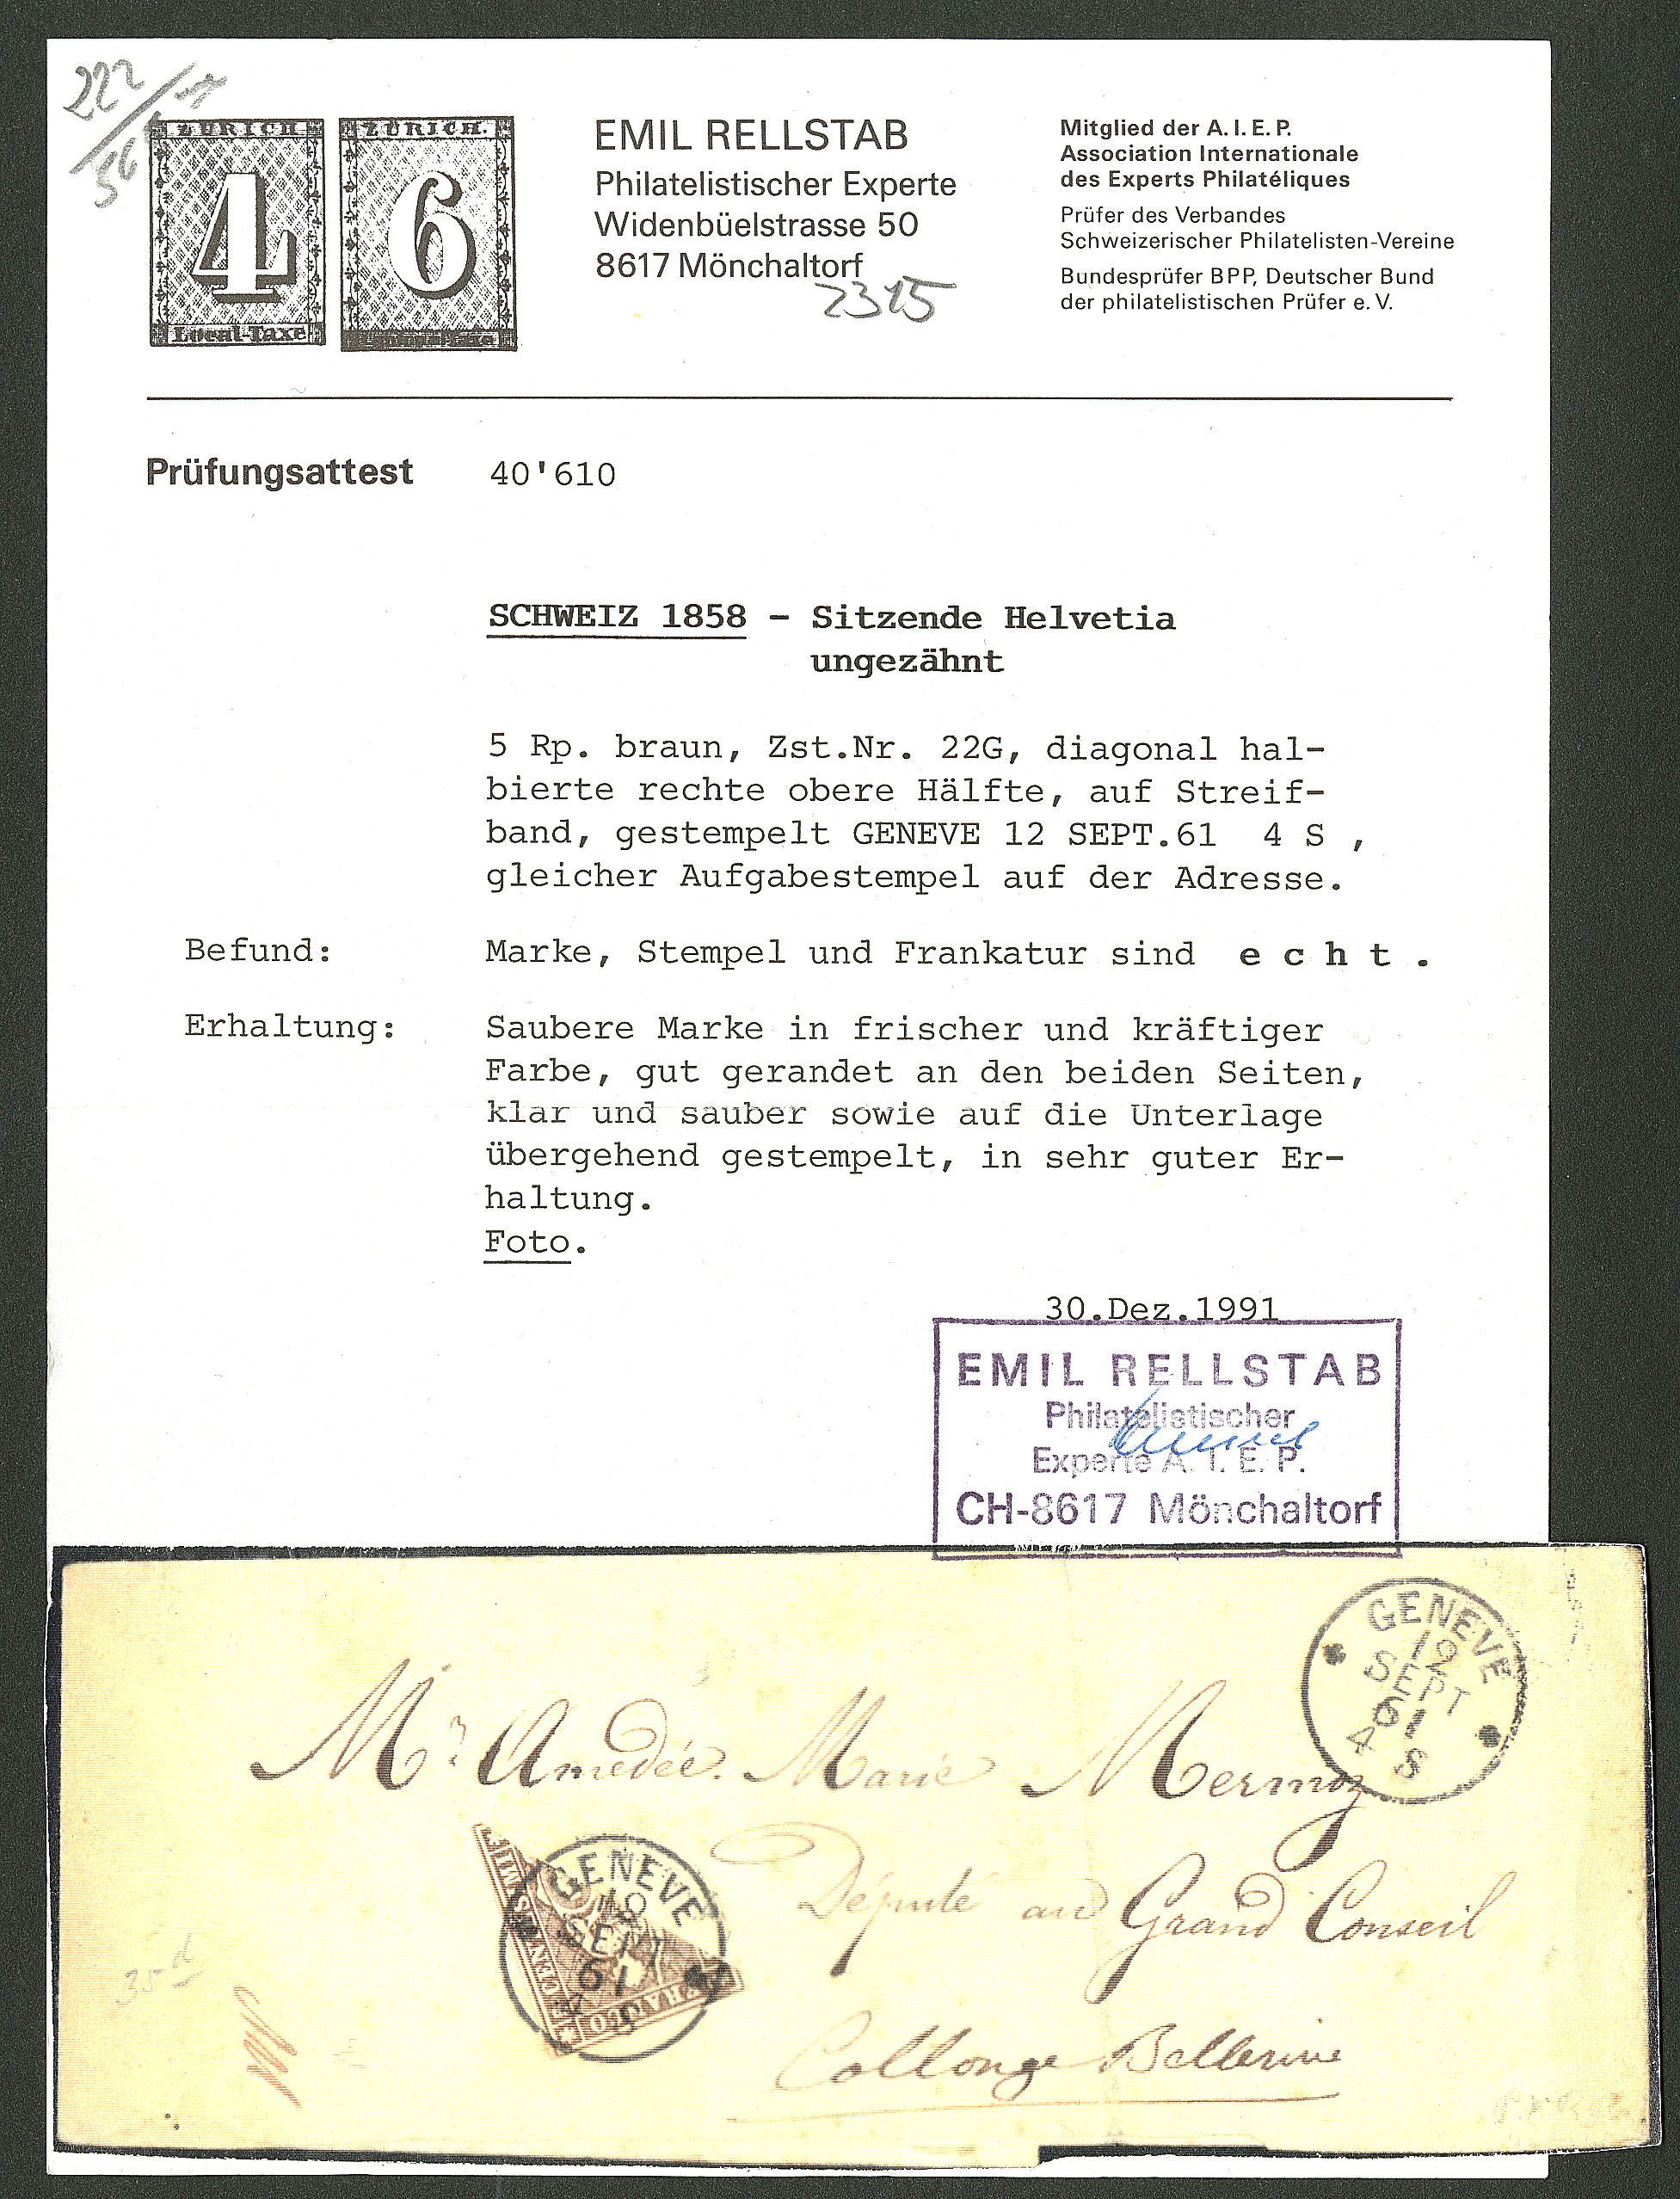 222
56
ZÜRICH
4
Local-Taxe
ZÜRICH.
6
EMIL RELLSTAB
Philatelistischer Experte
Widenbüelstrasse 50
8617 Mönchaltorf
2315
Mitglied der A.I.E.P.
Association Internationale
des Experts Philatéliques
Prüfer des Verbandes
Schweizerischer Philatelisten-Vereine
Bundesprüfer BPP, Deutscher Bund
der philatelistischen Prüfer e.V.
Prüfungsattest 40'610
SCHWEIZ 1858 - Sitzende Helvetia
ungezähnt
5 Rp. braun, Zst.Nr. 22G, diagonal hal-
bierte rechte obere Hälfte, auf Streif-
band, gestempelt GENEVE 12 SEPT.61 4 S ,
gleicher Aufgabestempel auf der Adresse.
Befund: Marke, Stempel und Frankatur sind e c h t .
Erhaltung: Saubere Marke in frischer und kräftiger
Farbe, gut gerandet an den beiden Seiten,
klar und sauber sowie auf die Unterlage
übergehend gestempelt, in sehr guter Er-
haltung.
Foto.
30.Dez.1991
EMIL RELLSTAB
Philatelistischer
Experte A. I. E. P.
CH-8617 Mönchaltorf
GENEVE
12
SEPT
61
4 S
Mr Amedée Marie Mermoz
Député au Grand Conseil
Collonge Bellerive
GENEVE
12
SEPT
61
4 S
FRANCO
35 d